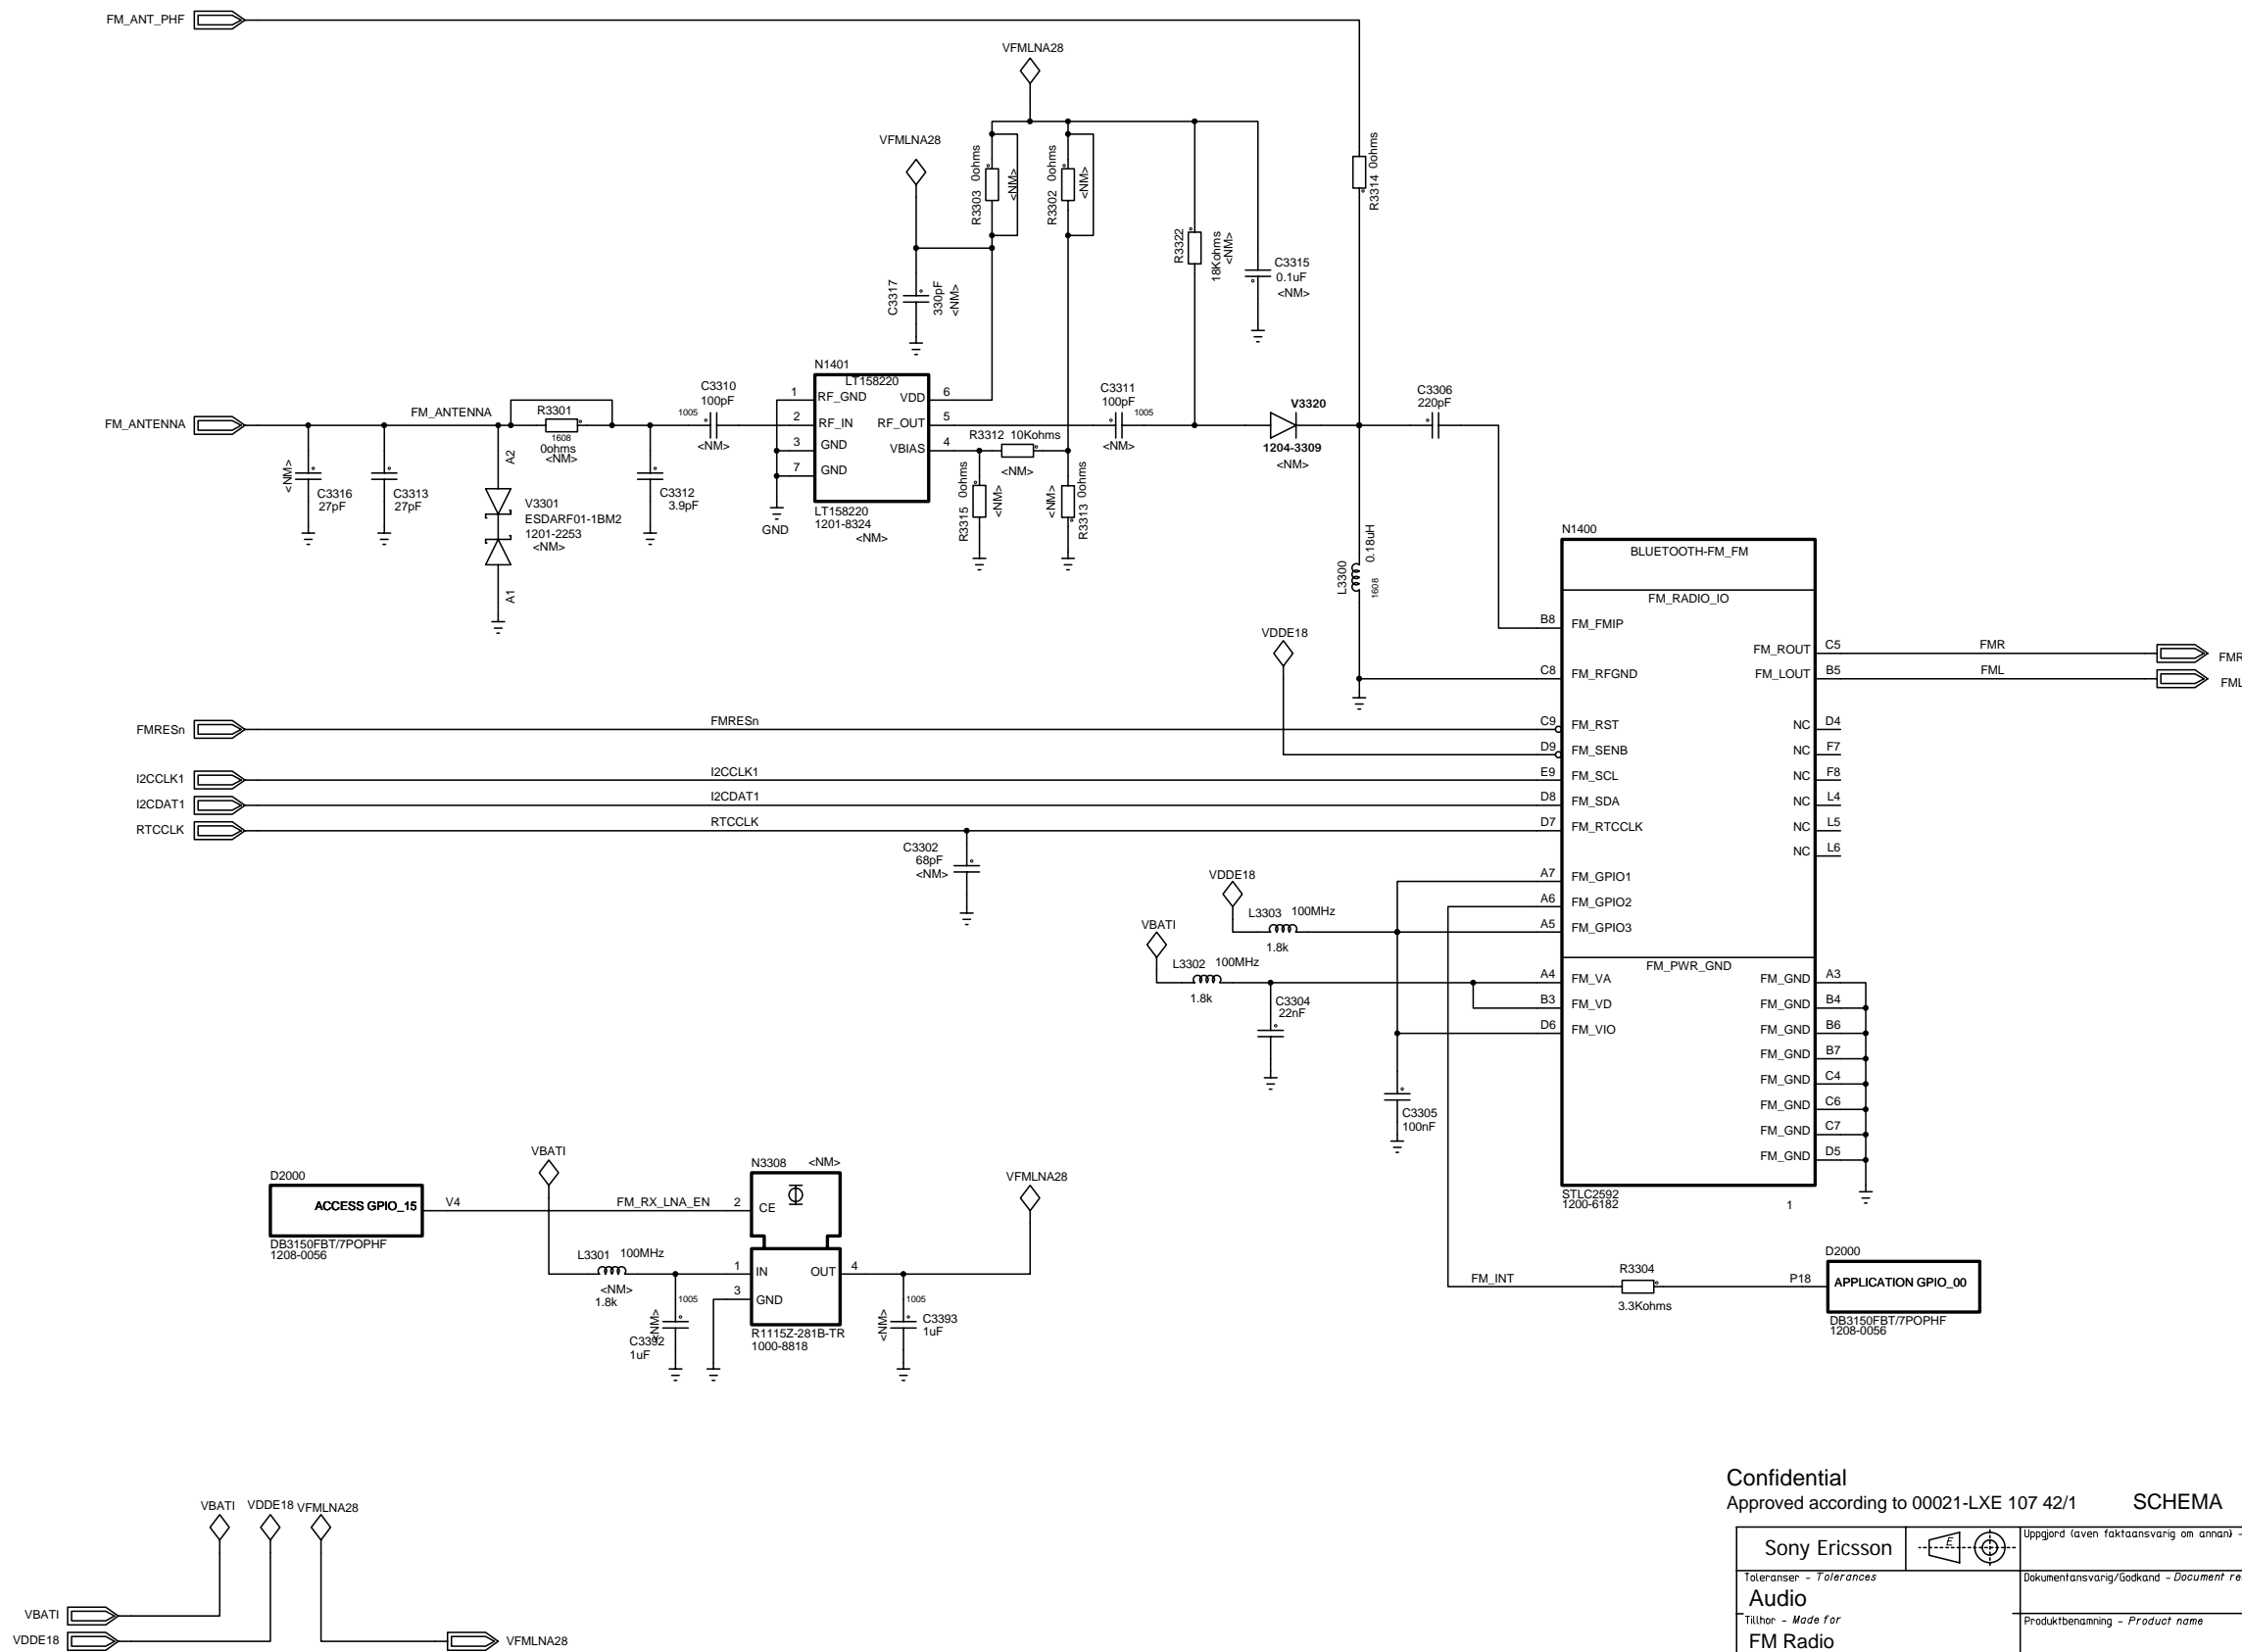 FM_ANT_PHF
VFMLNA28
VFMLNA28
R3303 0ohms
<NM>
R3302 0ohms
<NM>
R3314 0ohms
R3322
18Kohms
<NM>
C3315
0.1uF
<NM>
C3317
330pF
<NM>
FM_ANTENNA
FM_ANTENNA
R3301
1608
0ohms
<NM>
C3310
100pF
1005
<NM>
N1401
LT158220
1 RF_GND
2 RF_IN
3 GND
7 GND
VDD 6
RF_OUT 5
VBIAS 4
LT158220
1201-8324
<NM>
GND
C3311
100pF
1005
<NM>
V3320
1204-3309
<NM>
C3306
220pF
R3312 10Kohms
<NM>
R3315 0ohms
<NM>
<NM>
R3313 0ohms
<NM>
C3316
27pF
C3313
27pF
A2
V3301
ESDARF01-1BM2
1201-2253
<NM>
A1
C3312
3.9pF
L3300
0.18uH
1608
N1400
BLUETOOTH-FM_FM
FM_RADIO_IO
B8 FM_FMIP
C8 FM_RFGND
C9 FM_RST
D9 FM_SENB
E9 FM_SCL
D8 FM_SDA
D7 FM_RTCCLK
A7 FM_GPIO1
A6 FM_GPIO2
A5 FM_GPIO3
FM_ROUT C5
FM_LOUT B5
NC D4
NC F7
NC F8
NC L4
NC L5
NC L6
FMR
FML
FMR
FML
VDDE18
FMRESn
FMRESn
I2CCLK1
I2CCLK1
I2CDAT1
I2CDAT1
RTCCLK
RTCCLK
C3302
68pF
<NM>
VDDE18
L3303 100MHz
1.8k
VBATI
L3302 100MHz
1.8k
C3304
22nF
C3305
100nF
FM_PWR_GND
A4 FM_VA
B3 FM_VD
D6 FM_VIO
FM_GND A3
FM_GND B4
FM_GND B6
FM_GND B7
FM_GND C4
FM_GND C6
FM_GND C7
FM_GND D5
STLC2592
1200-6182
1
D2000
ACCESS GPIO_15
V4
DB3150FBT/7POPHF
1208-0056
VBATI
FM_RX_LNA_EN
N3308 <NM>
2 CE
L3301 100MHz
<NM>
1.8k
1 IN
OUT 4
3 GND
R1115Z-281B-TR
1000-8818
1005
<NM>
C3392
1uF
VFMLNA28
1005
<NM>
C3393
1uF
FM_INT
R3304
3.3Kohms
P18
D2000
APPLICATION GPIO_00
DB3150FBT/7POPHF
1208-0056
VBATI VDDE18 VFMLNA28
VBATI
VDDE18
VFMLNA28
Confidential
Approved according to 00021-LXE 107 42/1 SCHEMA
Sony Ericsson
E
Uppgjord (aven faktaansvarig om annan) -
Toleranser - Tolerances
Audio
Dokumentansvarig/Godkand - Document re
Tillhor - Made for
FM Radio
Produktbenamning - Product name